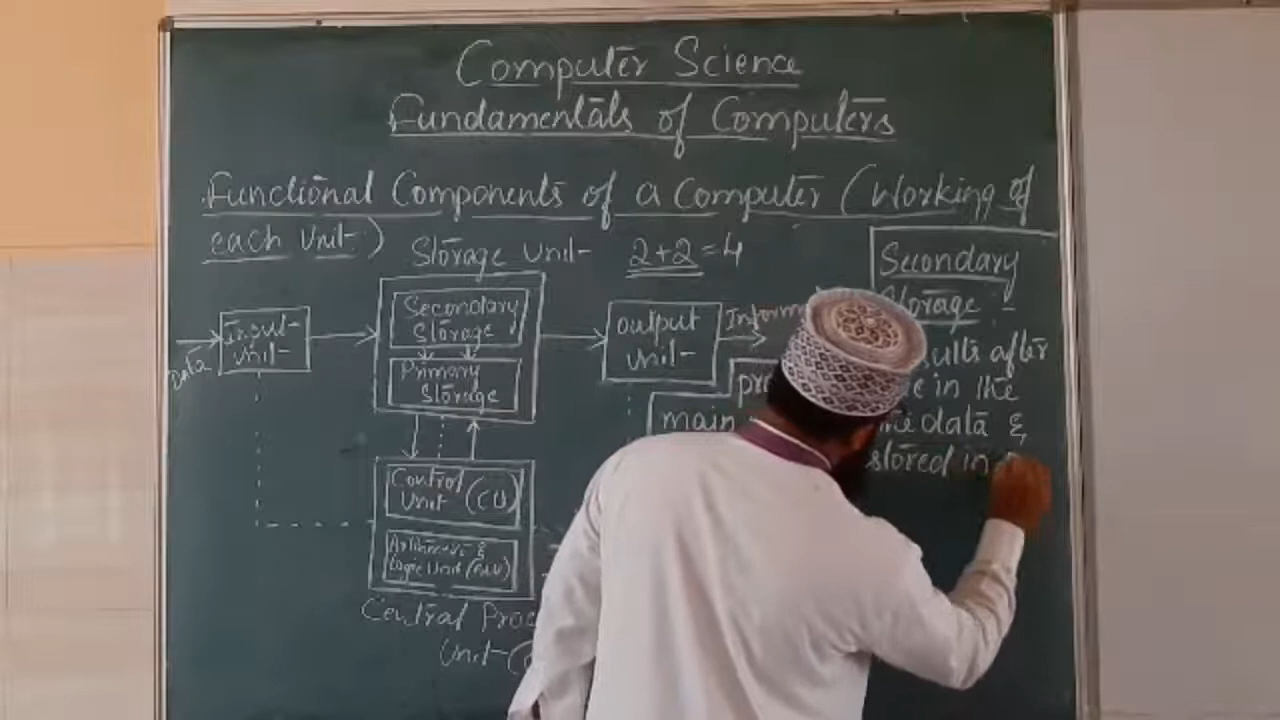 Computer Science
Fundamentals of Computers
Functional Components of a Computer (Working of
each Unit)
Storage Unit
2+2=4
Secondary
Storage :-
Data
Input
Unit
Secondary
Storage
Primary
Storage
output
unit
after
in the
main
data &
stored in
Control
Unit (CU)
Arithmetic &
Logic Unit (ALU)
Central
Unit